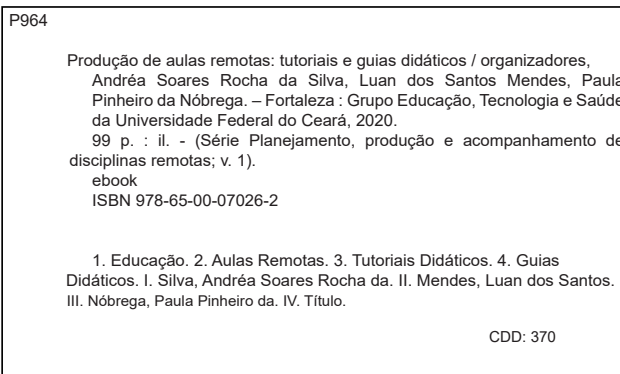 P964
Produção de aulas remotas: tutoriais e guias didáticos / organizadores,
Andréa Soares Rocha da Silva, Luan dos Santos Mendes, Paula
Pinheiro da Nóbrega. – Fortaleza : Grupo Educação, Tecnologia e Saúde
da Universidade Federal do Ceará, 2020.
99 p. : il. - (Série Planejamento, produção e acompanhamento de
disciplinas remotas; v. 1).
ebook
ISBN 978-65-00-07026-2
1. Educação. 2. Aulas Remotas. 3. Tutoriais Didáticos. 4. Guias
Didáticos. I. Silva, Andréa Soares Rocha da. II. Mendes, Luan dos Santos.
III. Nóbrega, Paula Pinheiro da. IV. Título.
CDD: 370